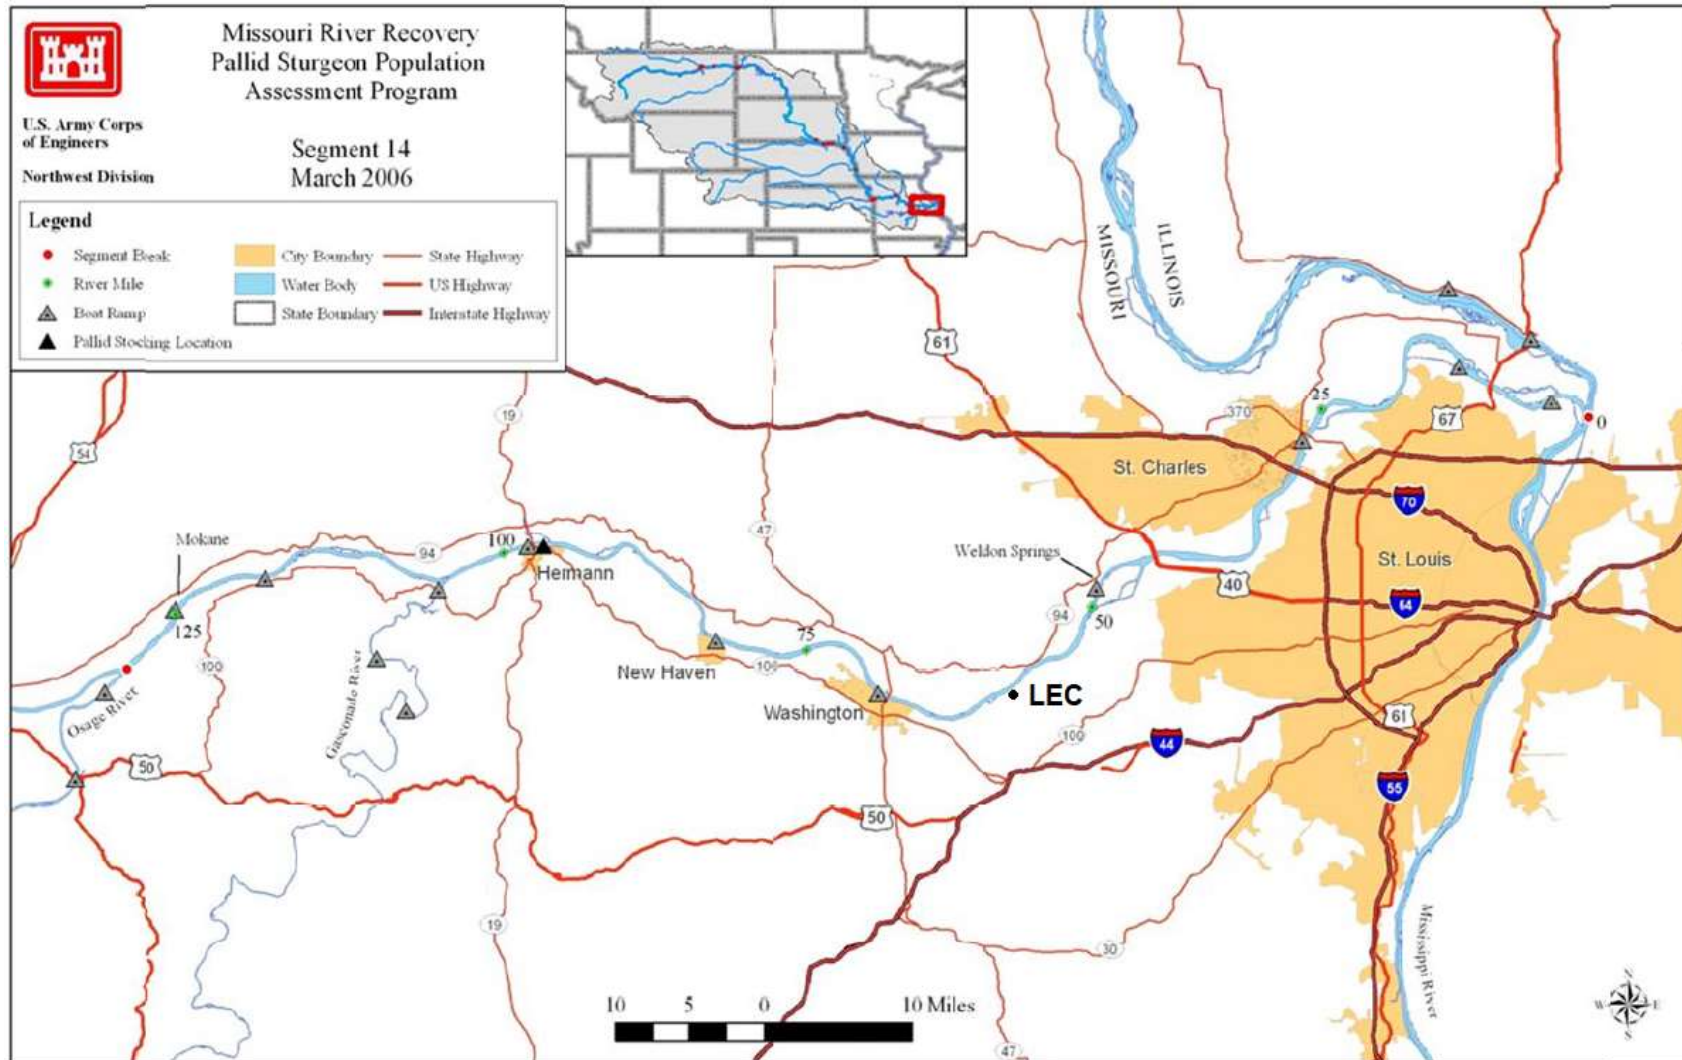 Missouri River Recovery
Pallid Sturgeon Population
Assessment Program
U.S. Army Corps
of Engineers
Northwest Division
Segment 14
March 2006
Legend
Segment Break
River Mile
Boat Ramp
Pallid Stocking Location
City Boundary
Water Body
State Boundary
State Highway
US Highway
Interstate Highway
MISSOURI
ILLINOIS
61
25
370
67
0
19
54
St. Charles
70
47
Mokane
94
100
Hermann
Weldon Springs
St. Louis
40
64
125
94
50
75
100
New Haven
100
Gasconade River
Osage River
Washington
LEC
100
61
44
50
55
50
19
30
Mississippi River
10 5 0 10 Miles
47
N
W E
S